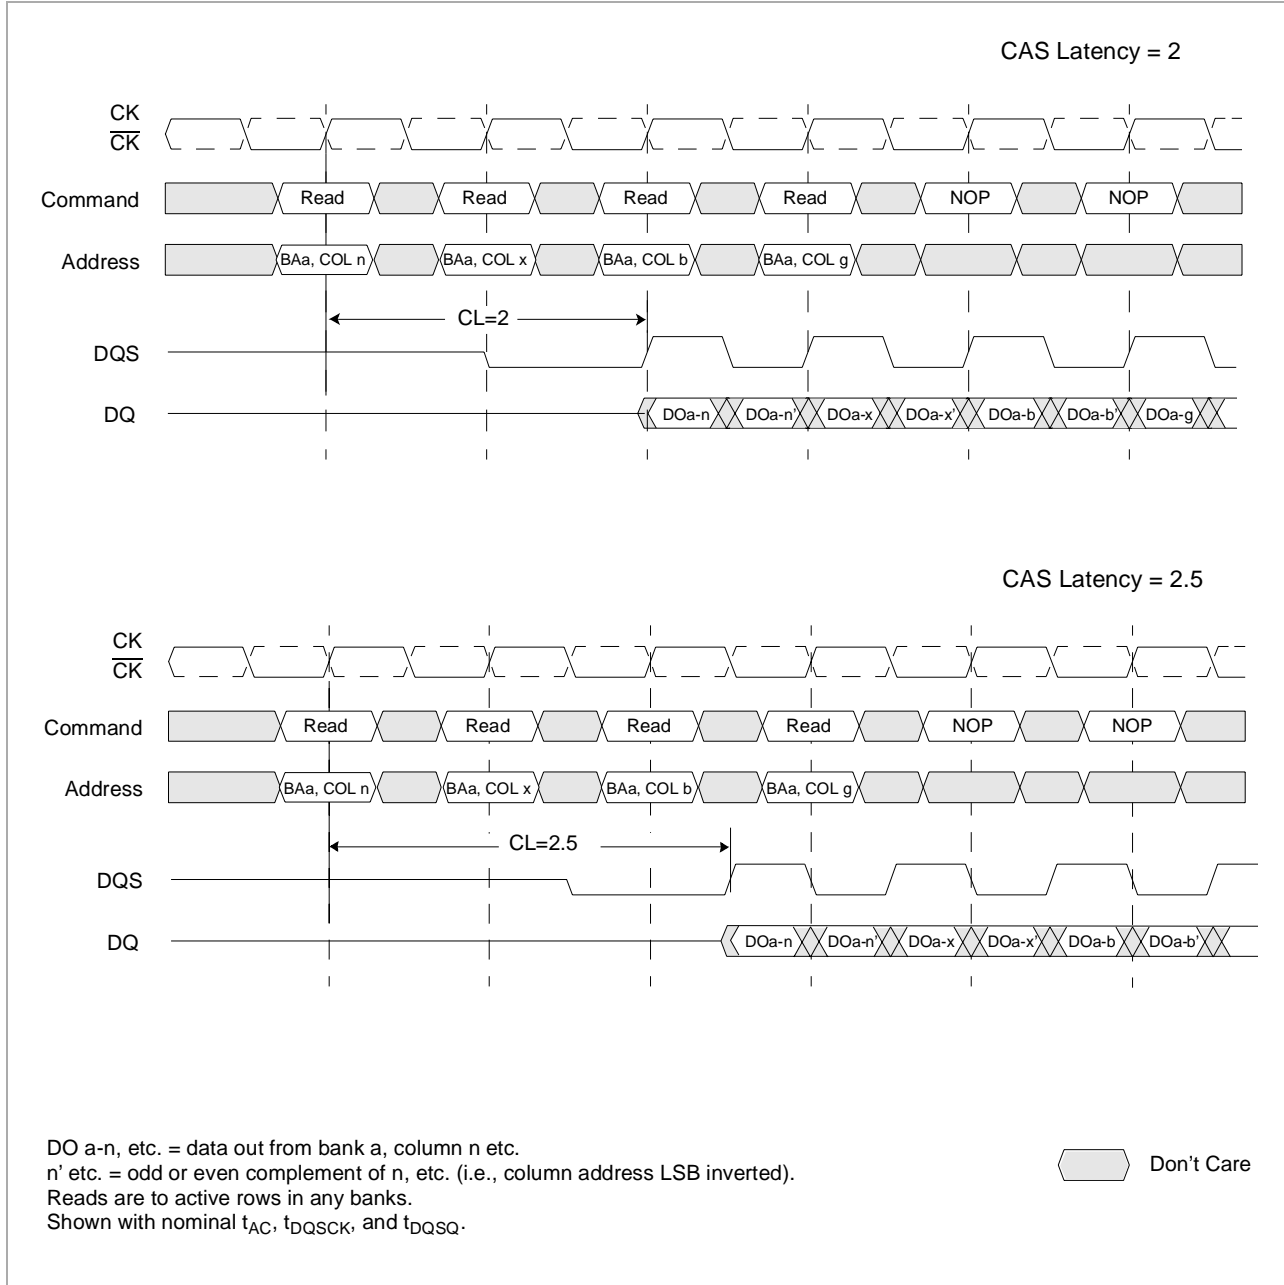 CAS Latency = 2
CK
CK
Command Read Read Read Read NOP NOP
Address BAa, COL n BAa, COL x BAa, COL b BAa, COL g
CL=2
DQS
DQ DOa-n DOa-n' DOa-x DOa-x' DOa-b DOa-b' DOa-g
CAS Latency = 2.5
CK
CK
Command Read Read Read Read NOP NOP
Address BAa, COL n BAa, COL x BAa, COL b BAa, COL g
CL=2.5
DQS
DQ DOa-n DOa-n' DOa-x DOa-x' DOa-b DOa-b'
DO a-n, etc. = data out from bank a, column n etc.
n' etc. = odd or even complement of n, etc. (i.e., column address LSB inverted).
Reads are to active rows in any banks.
Shown with nominal tAC, tDQSCK, and tDQSQ.
Don't Care